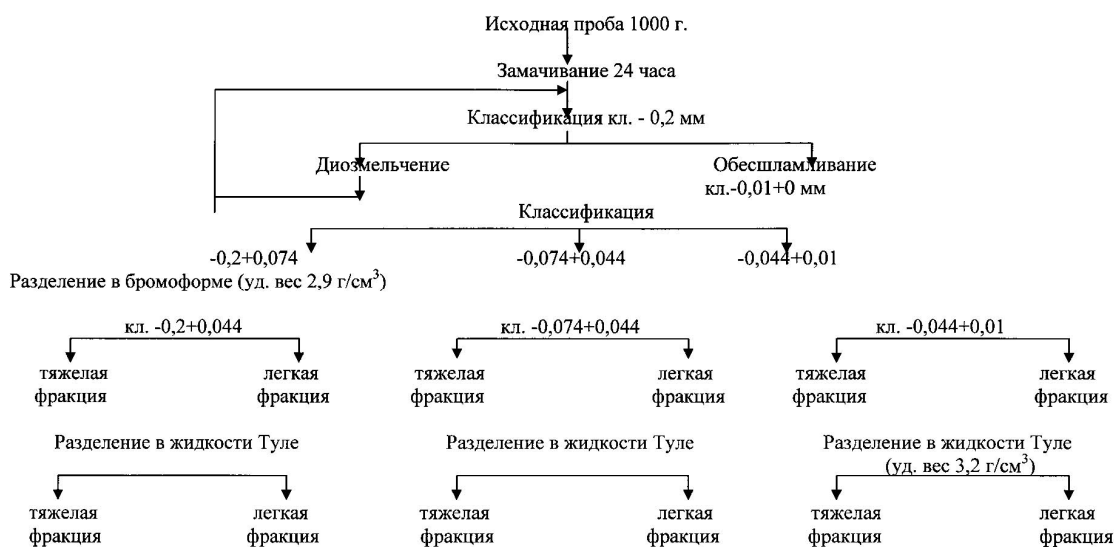 Исходная проба 1000 г.
Замачивание 24 часа
Классификация кл. - 0,2 мм
Диозмельчение
Обесшламливание
кл.-0,01+0 мм
Классификация
-0,2+0,074
-0,074+0,044
-0,044+0,01
Разделение в бромоформе (уд. вес 2,9 г/см³)
кл. -0,2+0,044
кл. -0,074+0,044
кл. -0,044+0,01
тяжелая
фракция
легкая
фракция
тяжелая
фракция
легкая
фракция
тяжелая
фракция
легкая
фракция
Разделение в жидкости Туле
Разделение в жидкости Туле
Разделение в жидкости Туле
(уд. вес 3,2 г/см³)
тяжелая
фракция
легкая
фракция
тяжелая
фракция
легкая
фракция
тяжелая
фракция
легкая
фракция